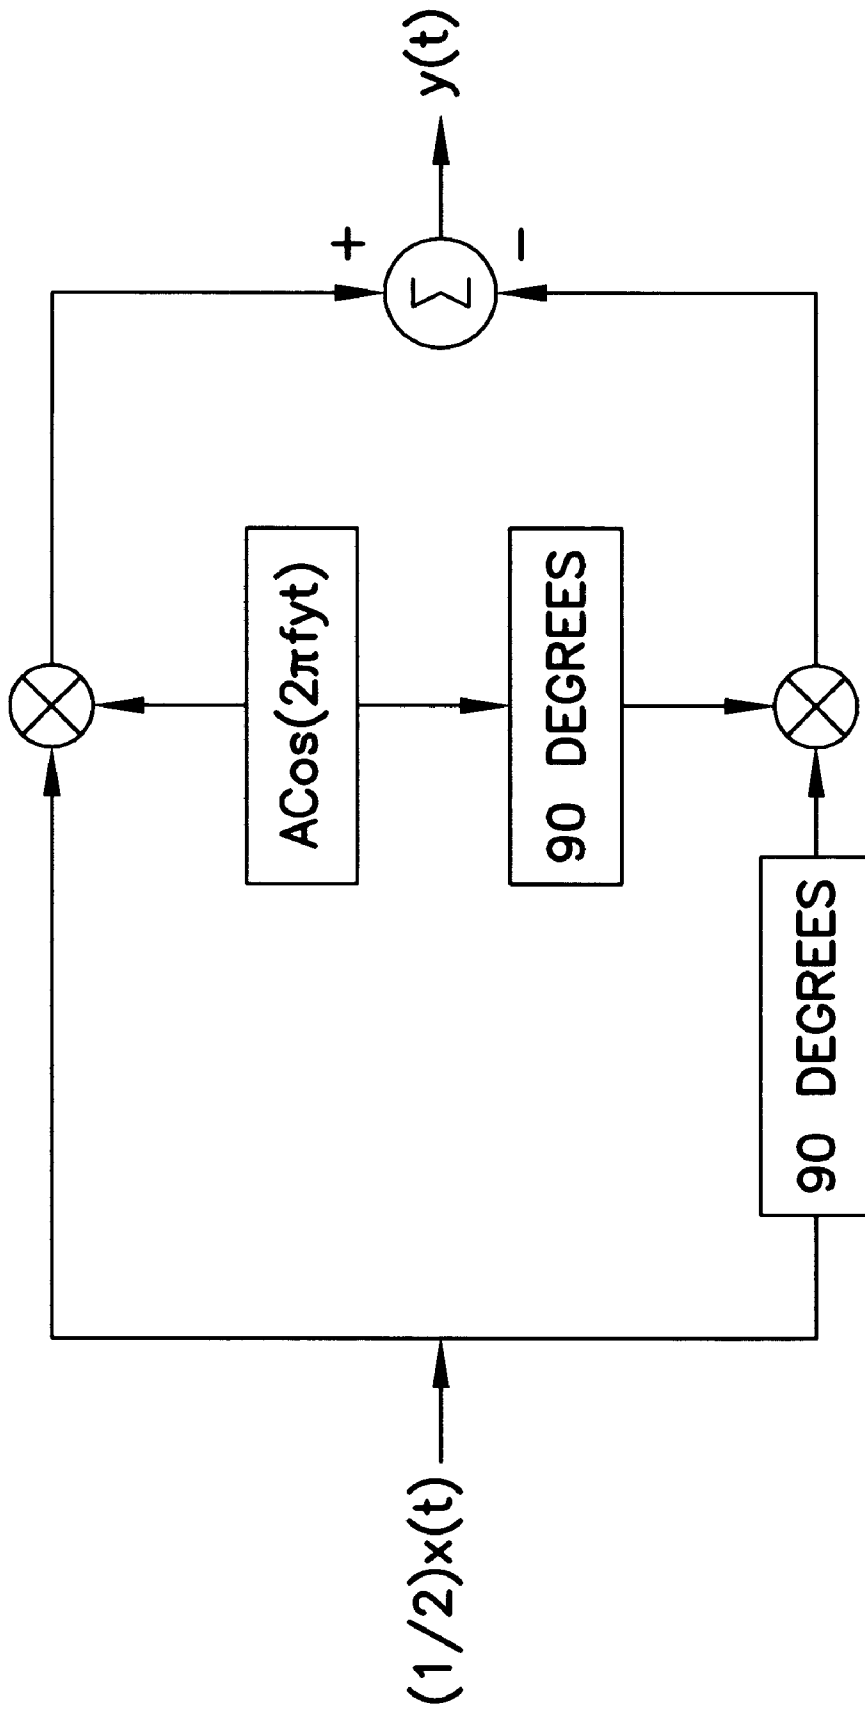 (1/2)x(t)
90 DEGREES
ACos(2πfyt)
90 DEGREES
+
Σ
−
y(t)